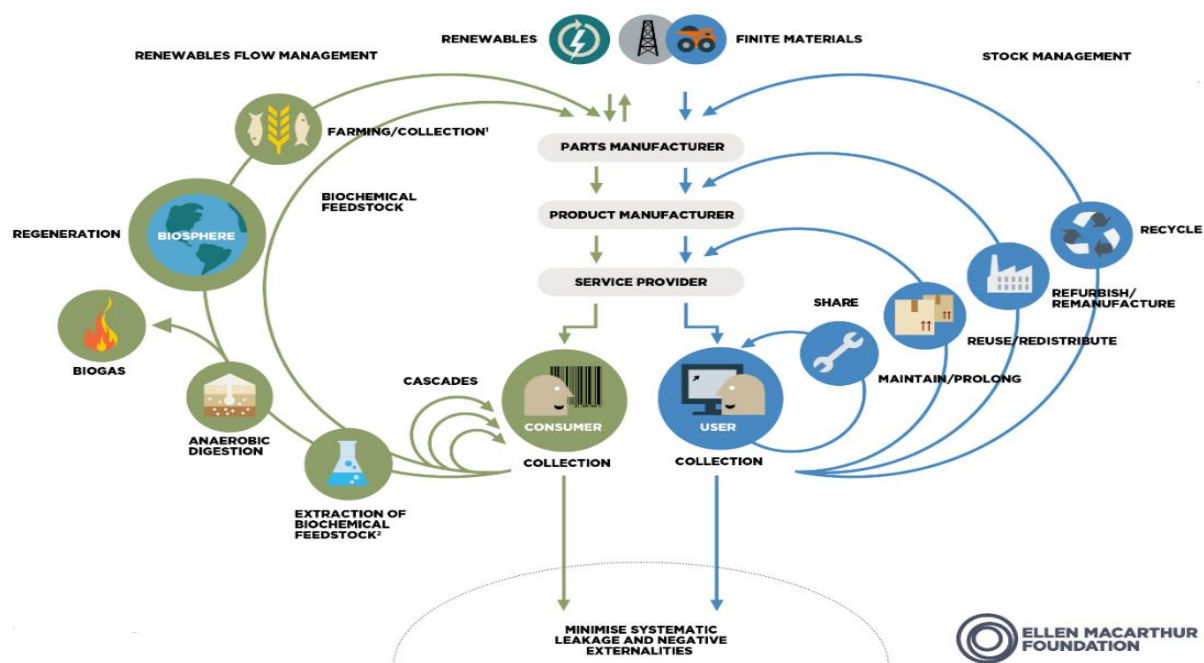 RENEWABLES
FINITE MATERIALS
RENEWABLES FLOW MANAGEMENT
STOCK MANAGEMENT
FARMING/COLLECTION¹
PARTS MANUFACTURER
BIOCHEMICAL
FEEDSTOCK
PRODUCT MANUFACTURER
REGENERATION
BIOSPHERE
RECYCLE
SERVICE PROVIDER
SHARE
REFURBISH/
REMANUFACTURE
REUSE/REDISTRIBUTE
BIOGAS
CASCADES
MAINTAIN/PROLONG
CONSUMER
USER
ANAEROBIC
DIGESTION
COLLECTION
COLLECTION
EXTRACTION OF
BIOCHEMICAL
FEEDSTOCK²
MINIMISE SYSTEMATIC
LEAKAGE AND NEGATIVE
EXTERNALITIES
ELLEN MACARTHUR
FOUNDATION